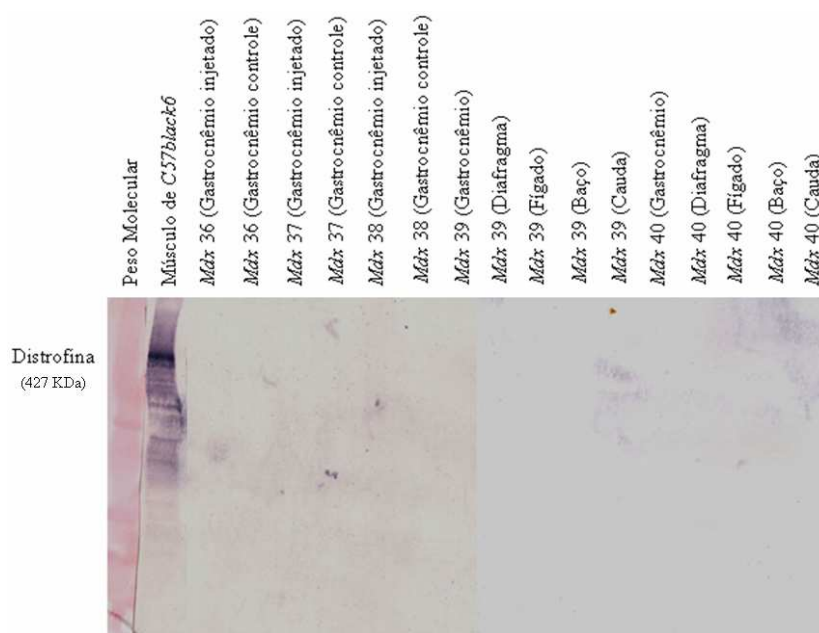 Peso Molecular
Músculo de C57black6
Mdx 36 (Gastrocnêmio injetado)
Mdx 36 (Gastrocnêmio controle)
Mdx 37 (Gastrocnêmio injetado)
Mdx 37 (Gastrocnêmio controle)
Mdx 38 (Gastrocnêmio injetado)
Mdx 38 (Gastrocnêmio controle)
Mdx 39 (Gastrocnêmio)
Mdx 39 (Diafragma)
Mdx 39 (Fígado)
Mdx 39 (Baço)
Mdx 39 (Cauda)
Mdx 40 (Gastrocnêmio)
Mdx 40 (Diafragma)
Mdx 40 (Fígado)
Mdx 40 (Baço)
Mdx 40 (Cauda)
Distrofina
(427 KDa)